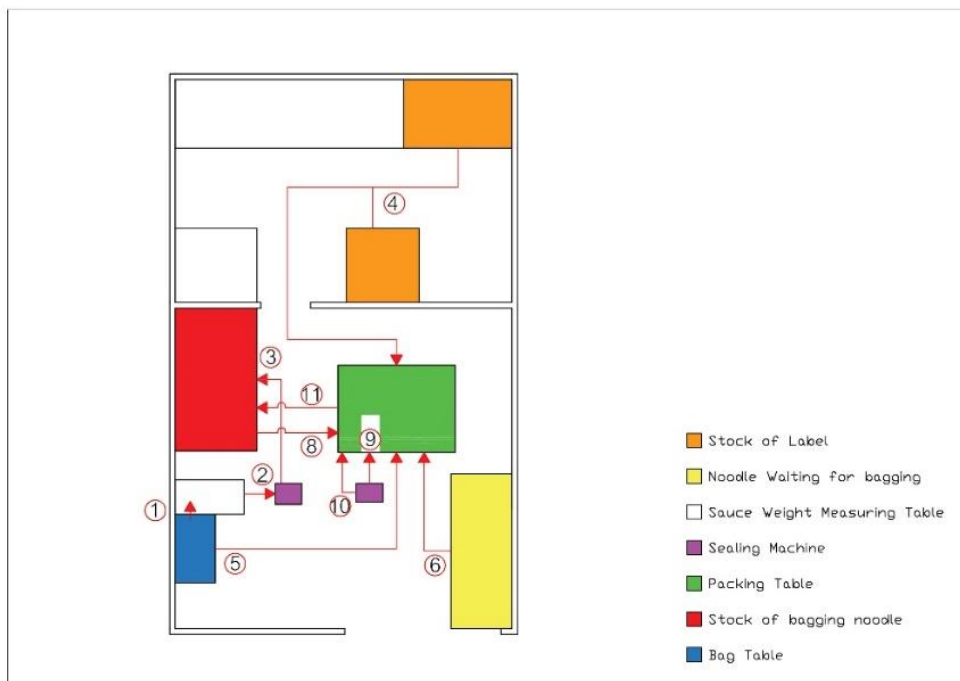 ④
③
⑪
⑧
⑨
②
⑩
①
⑤
⑥
Stock of Label
Noodle Waiting for bagging
Sauce Weight Measuring Table
Sealing Machine
Packing Table
Stock of bagging noodle
Bag Table